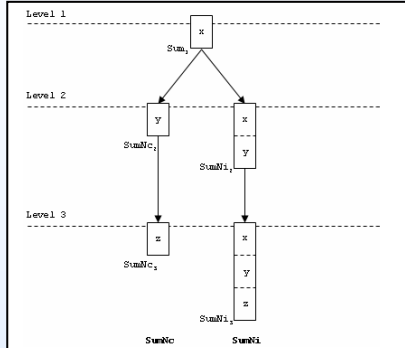 Level 1
x
Sum₁
Level 2
y
x
SumNc₂
y
SumNi₂
Level 3
z
x
SumNc₃
y
z
SumNi₃
SumNc SumNi